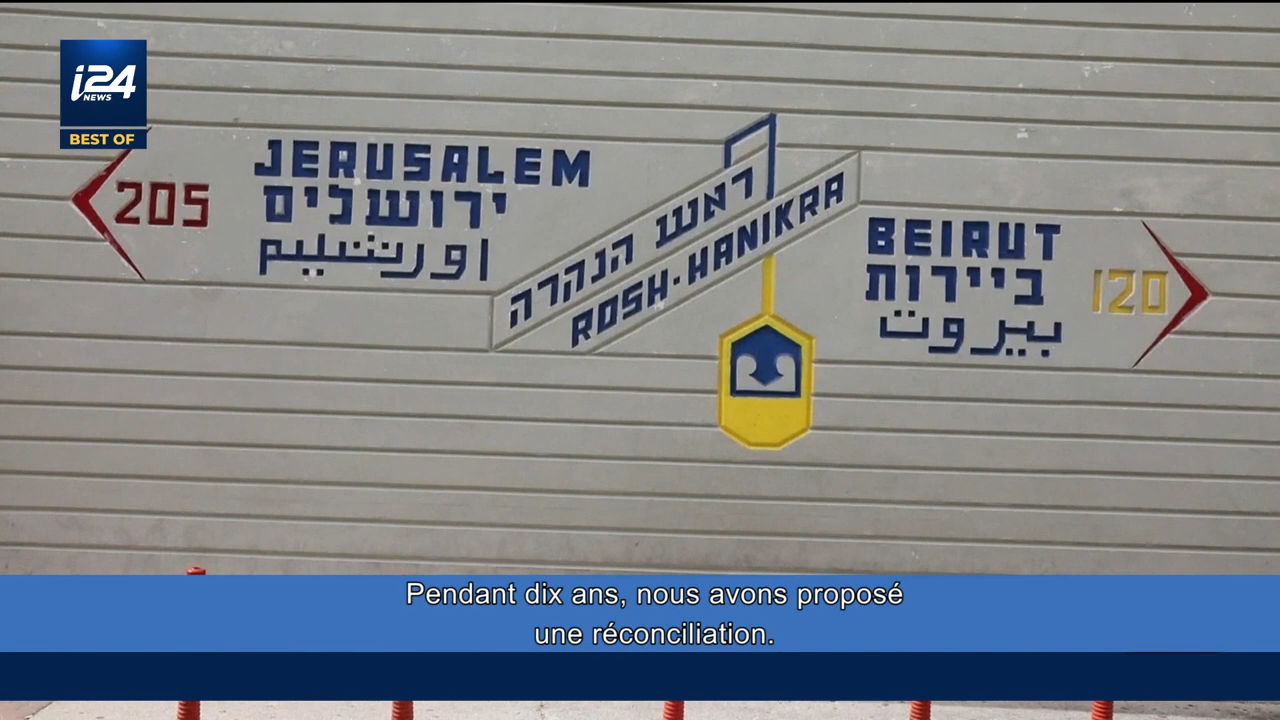 i24
NEWS
BEST OF
205
JERUSALEM
ירושלים
اورشليم
ראש הנקרה
ROSH-HANIKRA
BEIRUT
ביירות
بيروت
120
Pendant dix ans, nous avons proposé
une réconciliation.